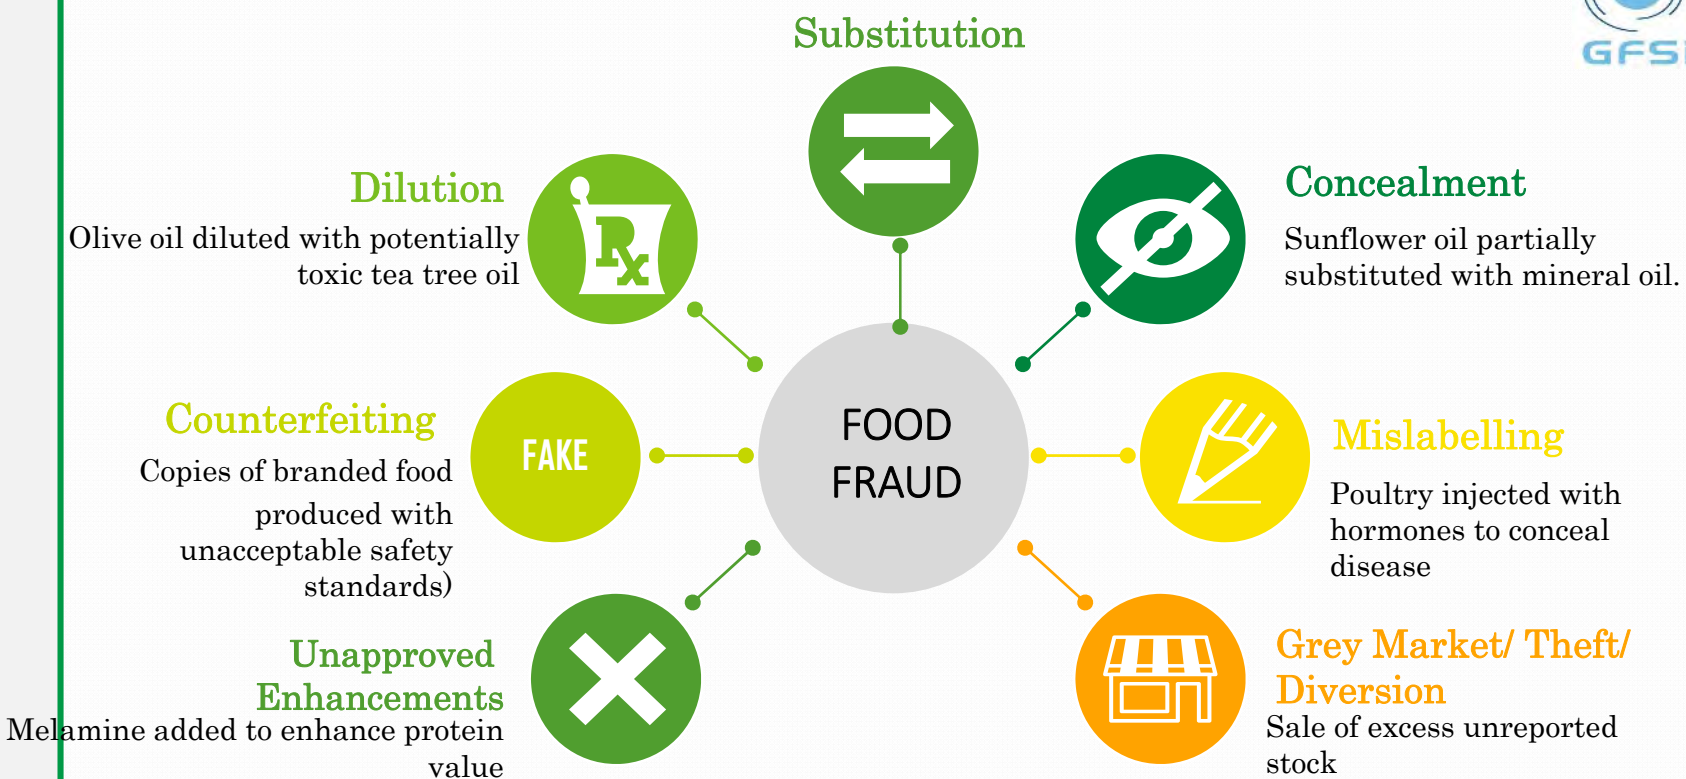 Substitution
GFSi
Dilution
Olive oil diluted with potentially
toxic tea tree oil
Rx
Concealment
Sunflower oil partially
substituted with mineral oil.
Counterfeiting
Copies of branded food
produced with
unacceptable safety
standards)
FAKE
FOOD
FRAUD
Mislabelling
Poultry injected with
hormones to conceal
disease
Unapproved
Enhancements
Melamine added to enhance protein
value
Grey Market/ Theft/
Diversion
Sale of excess unreported
stock